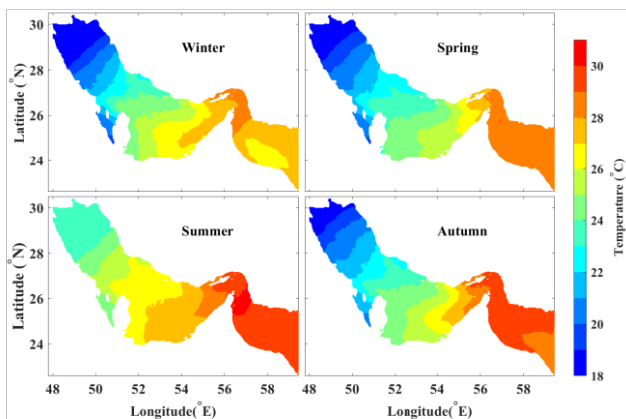 30
28
26
24
Latitude (°N)
Winter
Spring
30
28
26
24
Latitude(°N)
Summer
Autumn
48 50 52 54 56 58
48 50 52 54 56 58
Longitude(°E)
Longitude(°E)
30
28
26
24
22
20
18
Temperature (°C)